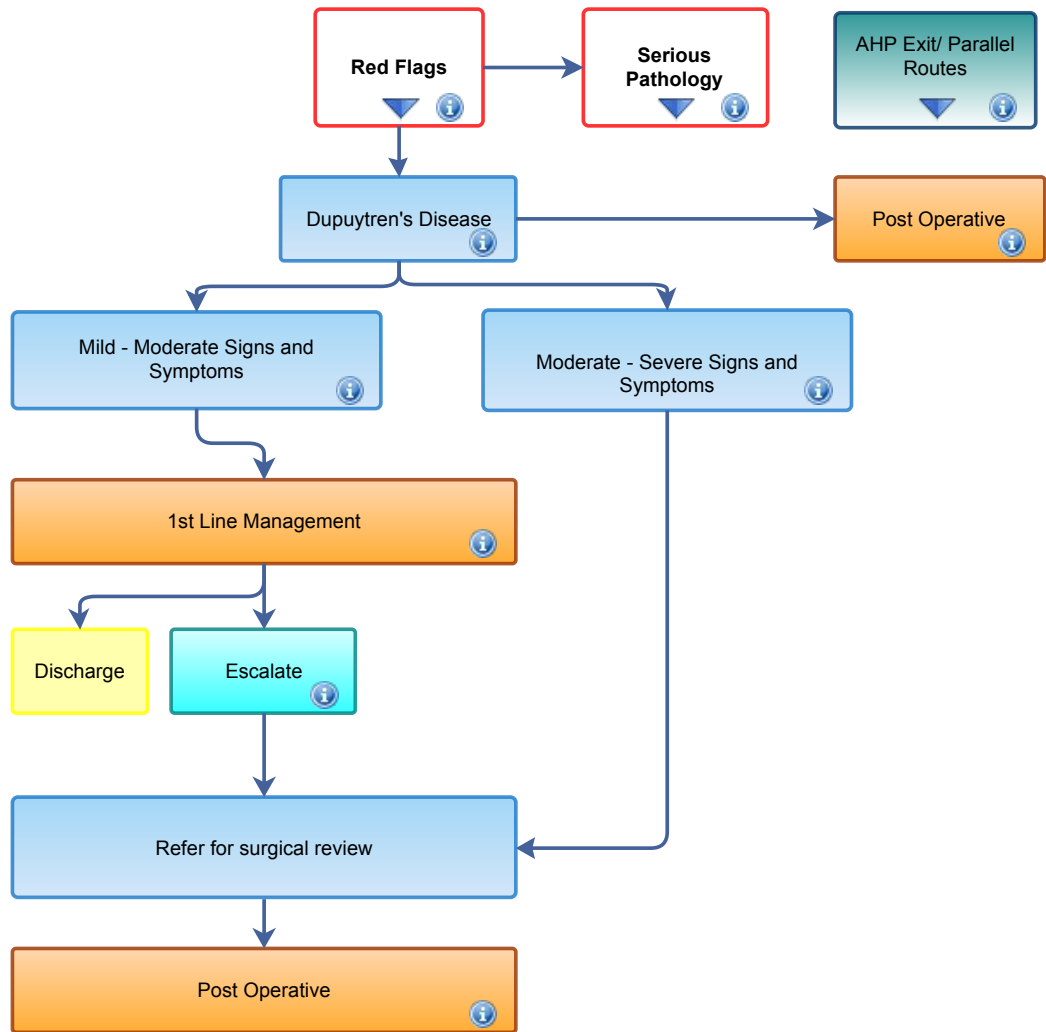 Red Flags
Serious
Pathology
AHP Exit/ Parallel
Routes
Dupuytren's Disease
Post Operative
Mild - Moderate Signs and
Symptoms
Moderate - Severe Signs and
Symptoms
1st Line Management
Discharge
Escalate
Refer for surgical review
Post Operative